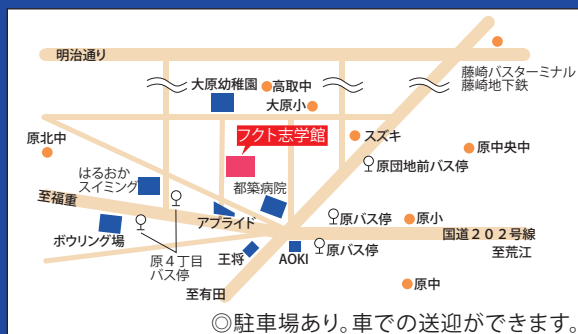 明治通り
藤崎バスターミナル
藤崎地下鉄
大原幼稚園
高取中
大原小
フクト志学館
スズキ
原北中
原中央中
原団地前バス停
はるおか
スイミング
都築病院
至福重
アプライド
原バス停
原小
国道202号線
ボウリング場
原4丁目
バス停
王将
AOKI
原バス停
至荒江
至有田
原中
◎駐車場あり。車での送迎ができます。